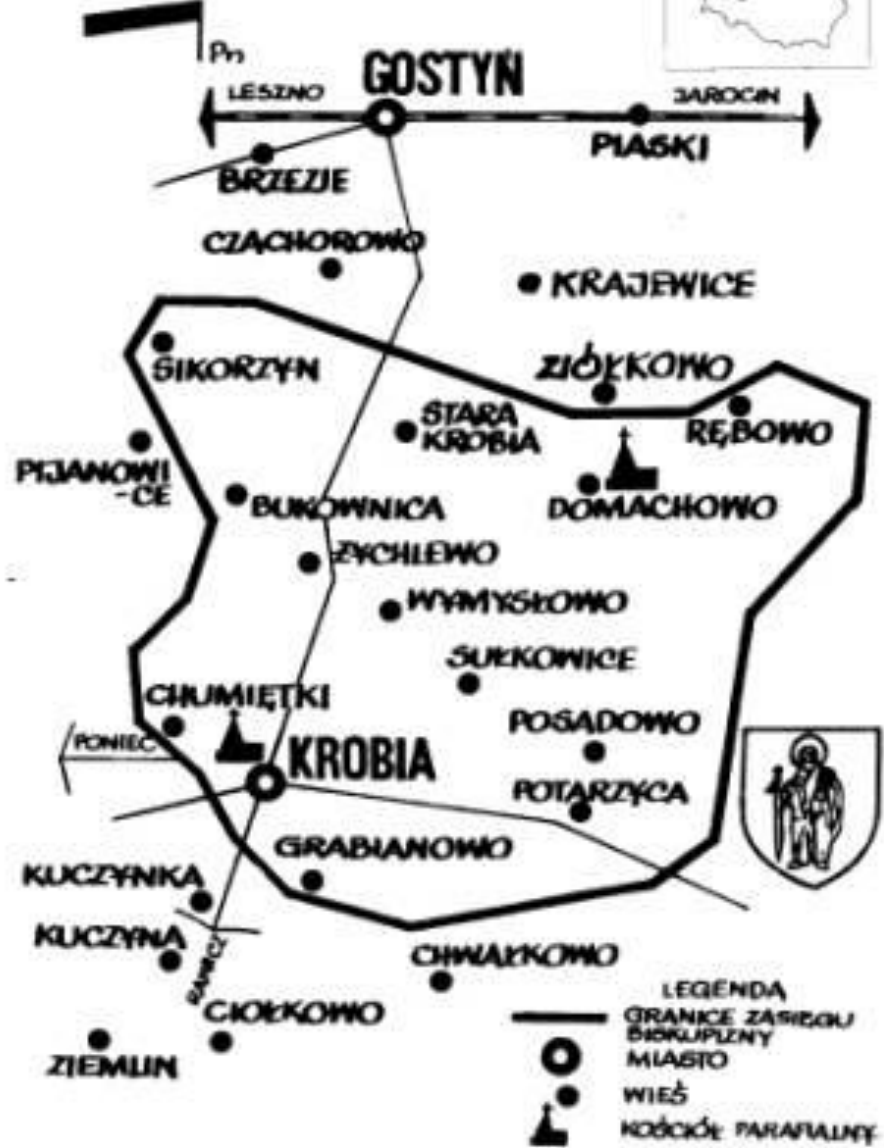 Pn
GOSTYŃ
LESZNO
JAROCIN
PIASKI
BRZEZIE
CZĄCHOROWO
KRAJEWICE
SIKORZYN
ZIÓŁKOWO
STARA
KROBIA
RĘBOWO
PIJANOWI
-CE
BUKOWNICA
DOMACHOWO
ŻYCHLEWO
WYMYSŁOWO
SUŁKOWICE
CHUMIĘTKI
POSADOWO
PONIEC
KROBIA
POTARZYCA
GRABIANOWO
KUCZYNKA
KUCZYNA
RAWICZ
CHWAŁKOWO
CIOŁKOWO
ZIEMLIN
LEGENDA
GRANICE ZASIĘGU
BISKUPIZNY
MIASTO
WIEŚ
KOŚCIÓŁ PARAFIALNY